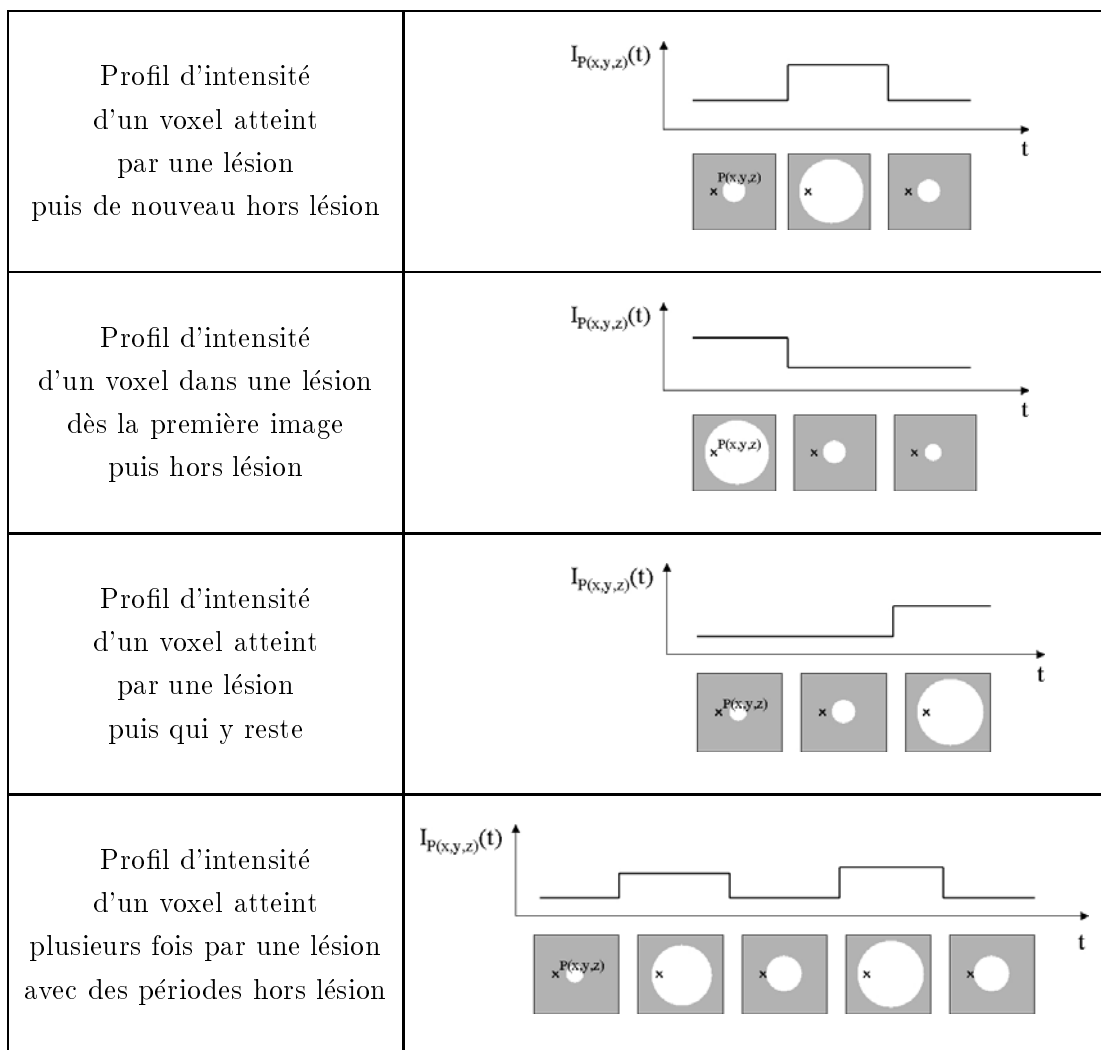 Profil d'intensité
d'un voxel atteint
par une lésion
puis de nouveau hors lésion
I_P(x,y,z)(t)
t
P(x,y,z)
Profil d'intensité
d'un voxel dans une lésion
dès la première image
puis hors lésion
I_P(x,y,z)(t)
t
P(x,y,z)
Profil d'intensité
d'un voxel atteint
par une lésion
puis qui y reste
I_P(x,y,z)(t)
t
P(x,y,z)
Profil d'intensité
d'un voxel atteint
plusieurs fois par une lésion
avec des périodes hors lésion
I_P(x,y,z)(t)
t
P(x,y,z)